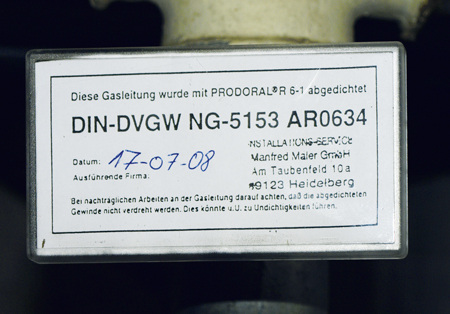 Diese Gasleitung wurde mit PRODORAL®R 6-1 abgedichtet
DIN-DVGW NG-5153 AR0634
INSTALLATIONS-SERVICE
Datum: 17-07-08 Manfred Maier GmbH
Ausführende Firma: Am Taubenfeld 10a
69123 Heidelberg
Bei nachträglichen Arbeiten an der Gasleitung darauf achten, daß die abgedichteten
Gewinde nicht verdreht werden. Dies könnte u.U. zu Undichtigkeiten führen.